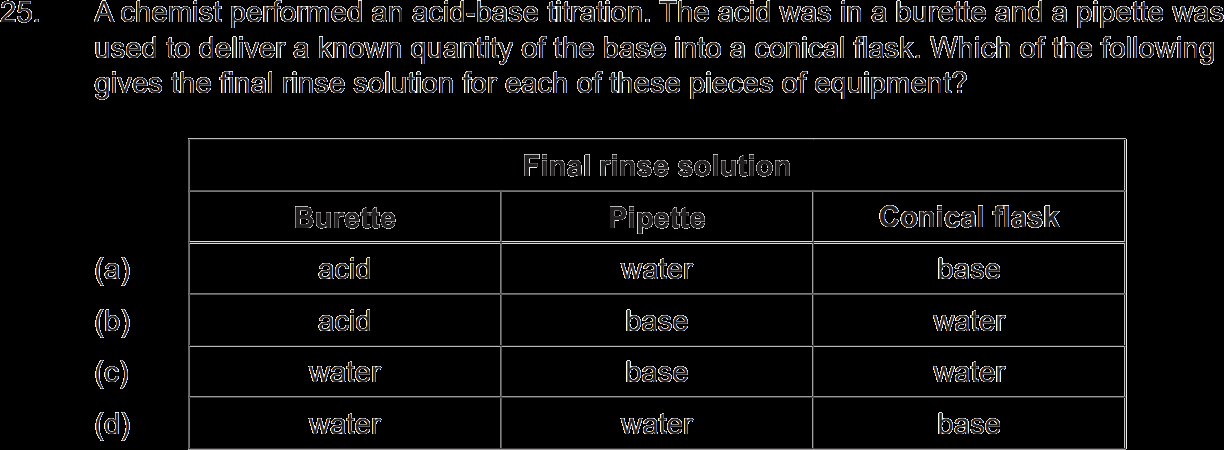 25. A chemist performed an acid-base titration. The acid was in a burette and a pipette was
used to deliver a known quantity of the base into a conical flask. Which of the following
gives the final rinse solution for each of these pieces of equipment?
Final rinse solution
Burette Pipette Conical flask
(a) acid water base
(b) acid base water
(c) water base water
(d) water water base